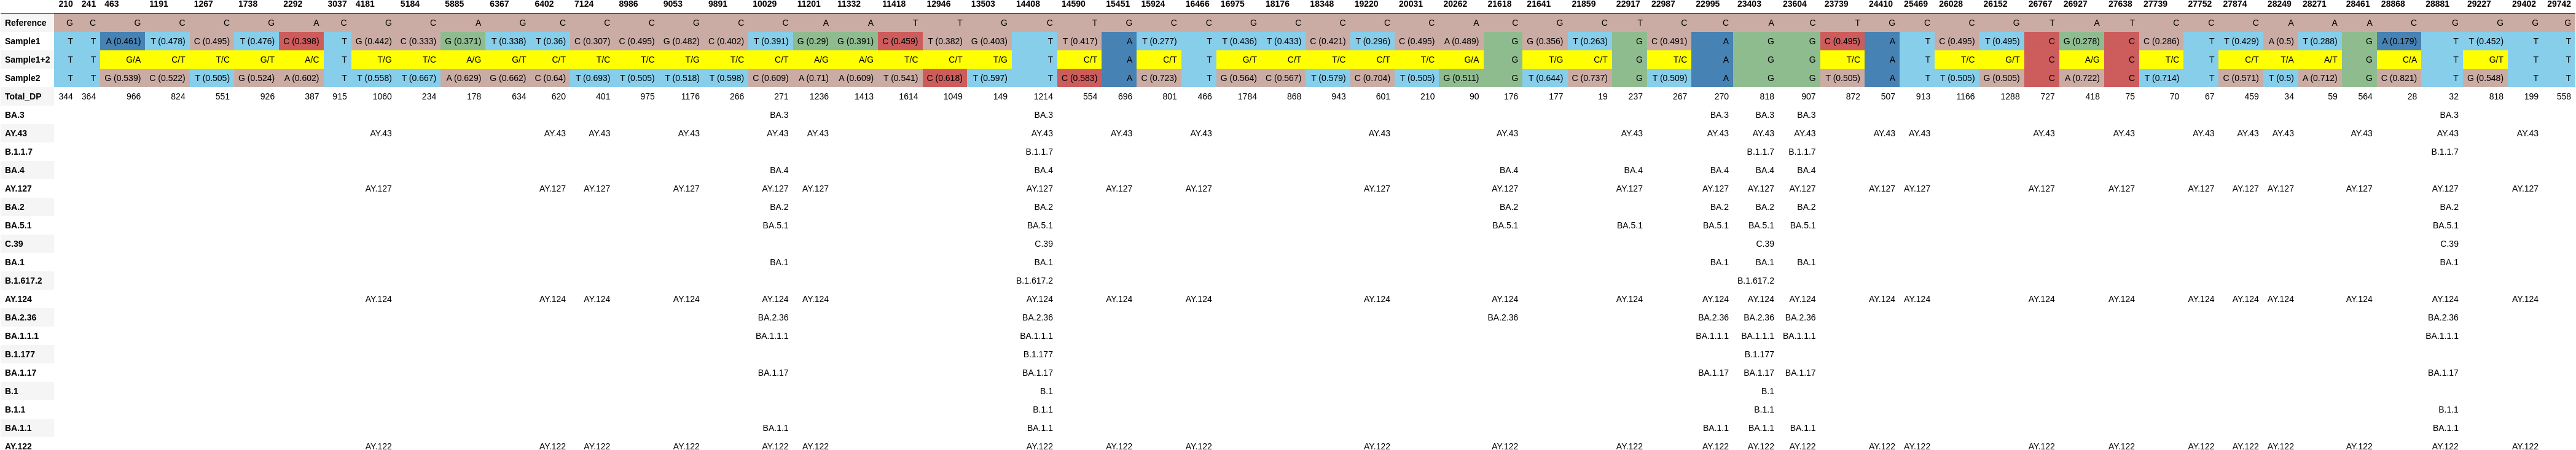 210 241 463 1191 1267 1738 2292 3037 4181 5184 5885 6367 6402 7124 8986 9053 9891 10029 11201 11332 11418 12946 13503 14408 14590 15451 15924 16466 16975 18176 18348 19220 20031 20262 21618 21641 21859 22917 22987 22995 23403 23604 23739 24410 25469 26028 26152 26767 26927 27638 27739 27752 27874 28249 28271 28461 28868 28881 29227 29402 29742
Reference G C G C C G A C G C A G C C C G C C A A T T G C T G C C G C C C C A C G C T C C A C T G C C G T A T C C C A A A C G G G G
Sample1 T T A (0.461) T (0.478) C (0.495) T (0.476) C (0.398) T G (0.442) C (0.333) G (0.371) T (0.338) T (0.36) C (0.307) C (0.495) G (0.482) C (0.402) T (0.391) G (0.29) G (0.391) C (0.459) T (0.382) G (0.403) T T (0.417) A T (0.277) T T (0.436) T (0.433) C (0.421) T (0.296) C (0.495) A (0.489) G G (0.356) T (0.263) G C (0.491) A G G C (0.495) A T C (0.495) T (0.495) C G (0.278) C C (0.286) T T (0.429) A (0.5) T (0.288) G A (0.179) T T (0.452) T T
Sample1+2 T T G/A C/T T/C G/T A/C T T/G T/C A/G G/T C/T T/C T/C T/G T/C C/T A/G A/G T/C C/T T/G T C/T A C/T T G/T C/T T/C C/T T/C G/A G T/G C/T G T/C A G G T/C A T T/C G/T C A/G C T/C T C/T T/A A/T G C/A T G/T T T
Sample2 T T G (0.539) C (0.522) T (0.505) G (0.524) A (0.602) T T (0.558) T (0.667) A (0.629) G (0.662) C (0.64) T (0.693) T (0.505) T (0.518) T (0.598) C (0.609) A (0.71) A (0.609) T (0.541) C (0.618) T (0.597) T C (0.583) A C (0.723) T G (0.564) C (0.567) T (0.579) C (0.704) T (0.505) G (0.511) G T (0.644) C (0.737) G T (0.509) A G G T (0.505) A T T (0.505) G (0.505) C A (0.722) C T (0.714) T C (0.571) T (0.5) A (0.712) G C (0.821) T G (0.548) T T
Total_DP 344 364 966 824 551 926 387 915 1060 234 178 634 620 401 975 1176 266 271 1236 1413 1614 1049 149 1214 554 696 801 466 1784 868 943 601 210 90 176 177 19 237 267 270 818 907 872 507 913 1166 1288 727 418 75 70 67 459 34 59 564 28 32 818 199 558
BA.3 BA.3 BA.3 BA.3 BA.3 BA.3 BA.3
AY.43 AY.43 AY.43 AY.43 AY.43 AY.43 AY.43 AY.43 AY.43 AY.43 AY.43 AY.43 AY.43 AY.43 AY.43 AY.43 AY.43 AY.43 AY.43 AY.43 AY.43 AY.43 AY.43 AY.43 AY.43 AY.43
B.1.1.7 B.1.1.7 B.1.1.7 B.1.1.7 B.1.1.7
BA.4 BA.4 BA.4 BA.4 BA.4 BA.4 BA.4 BA.4 BA.4
AY.127 AY.127 AY.127 AY.127 AY.127 AY.127 AY.127 AY.127 AY.127 AY.127 AY.127 AY.127 AY.127 AY.127 AY.127 AY.127 AY.127 AY.127 AY.127 AY.127 AY.127 AY.127 AY.127 AY.127 AY.127 AY.127
BA.2 BA.2 BA.2 BA.2 BA.2 BA.2 BA.2 BA.2
BA.5.1 BA.5.1 BA.5.1 BA.5.1 BA.5.1 BA.5.1 BA.5.1 BA.5.1 BA.5.1
C.39 C.39 C.39 C.39
BA.1 BA.1 BA.1 BA.1 BA.1 BA.1 BA.1
B.1.617.2 B.1.617.2 B.1.617.2
AY.124 AY.124 AY.124 AY.124 AY.124 AY.124 AY.124 AY.124 AY.124 AY.124 AY.124 AY.124 AY.124 AY.124 AY.124 AY.124 AY.124 AY.124 AY.124 AY.124 AY.124 AY.124 AY.124 AY.124 AY.124 AY.124
BA.2.36 BA.2.36 BA.2.36 BA.2.36 BA.2.36 BA.2.36 BA.2.36 BA.2.36
BA.1.1.1 BA.1.1.1 BA.1.1.1 BA.1.1.1 BA.1.1.1 BA.1.1.1 BA.1.1.1
B.1.177 B.1.177 B.1.177
BA.1.17 BA.1.17 BA.1.17 BA.1.17 BA.1.17 BA.1.17 BA.1.17
B.1 B.1 B.1
B.1.1 B.1.1 B.1.1 B.1.1
BA.1.1 BA.1.1 BA.1.1 BA.1.1 BA.1.1 BA.1.1 BA.1.1
AY.122 AY.122 AY.122 AY.122 AY.122 AY.122 AY.122 AY.122 AY.122 AY.122 AY.122 AY.122 AY.122 AY.122 AY.122 AY.122 AY.122 AY.122 AY.122 AY.122 AY.122 AY.122 AY.122 AY.122 AY.122 AY.122